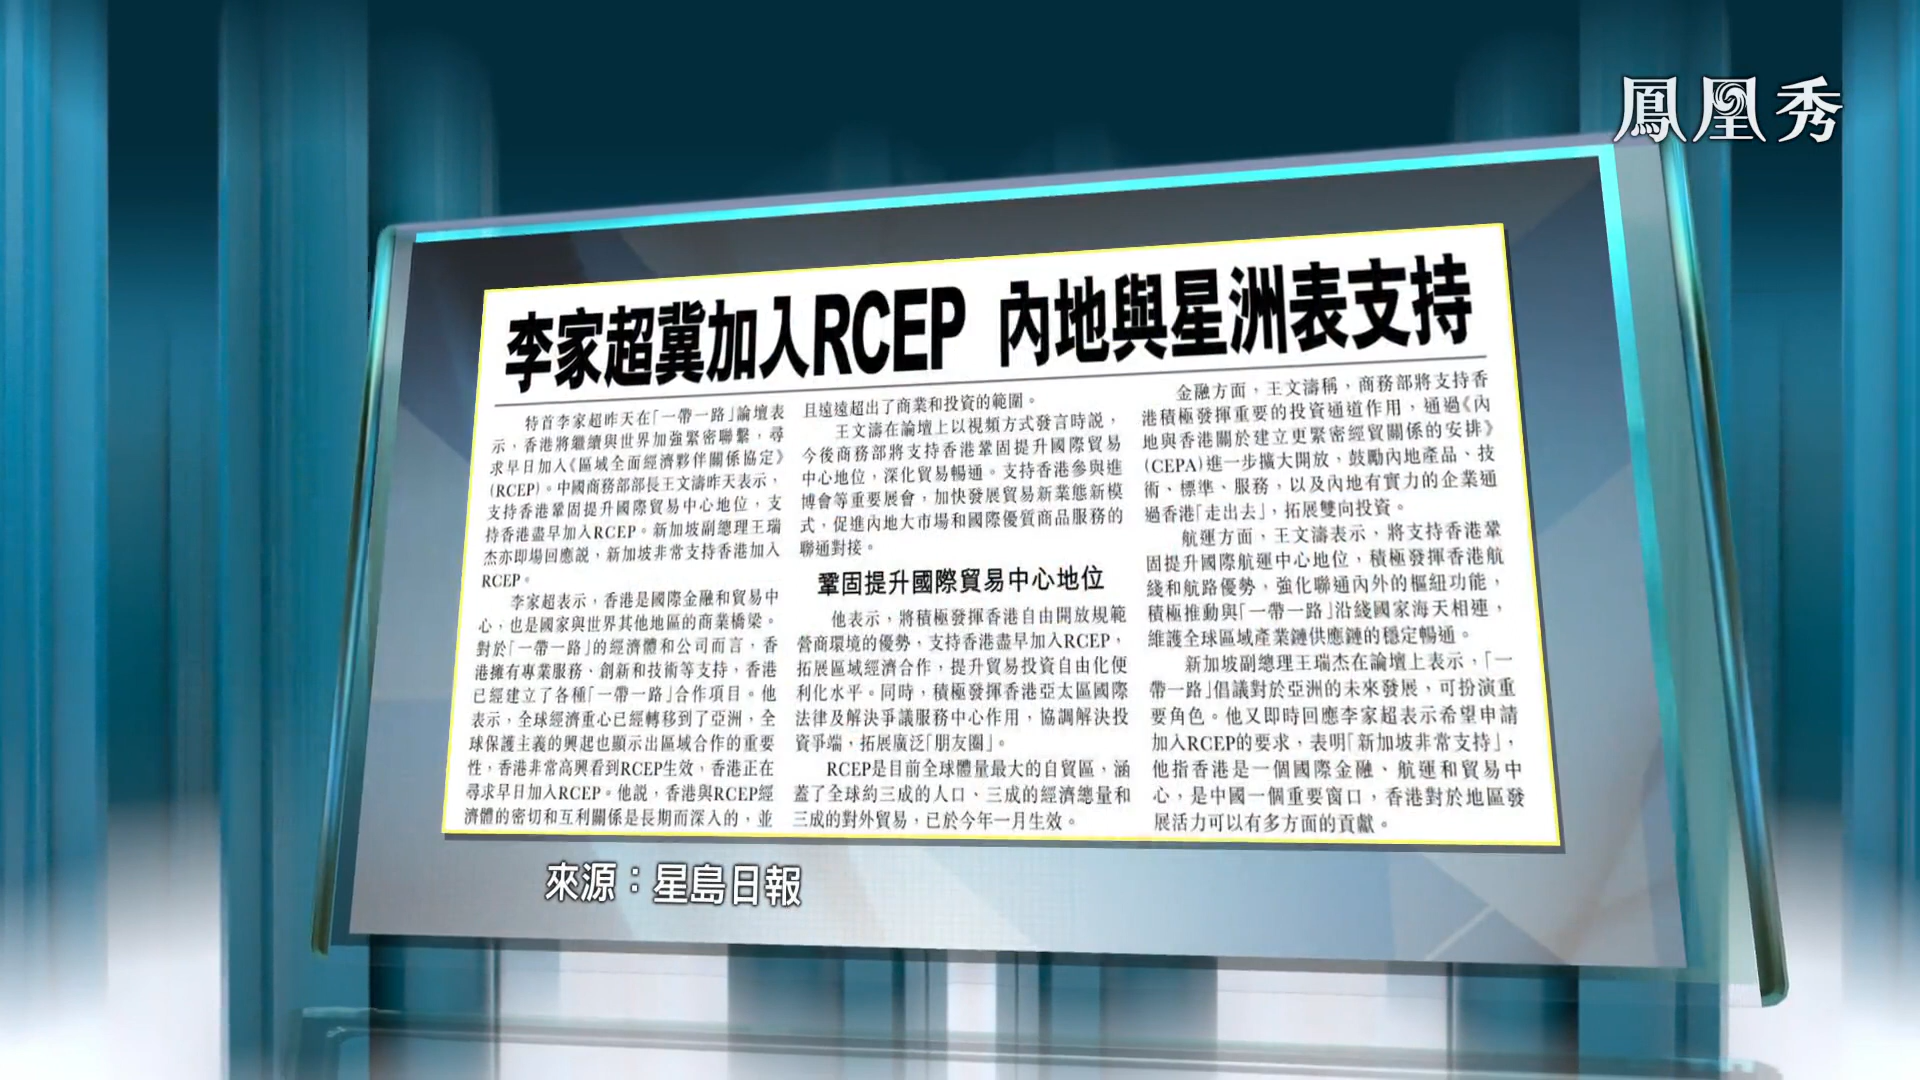 鳳凰秀
李家超冀加入RCEP 內地與星洲表支持
特首李家超昨天在「一帶一路」論壇表
示，香港將繼續與世界加強緊密聯繫，尋
求早日加入《區域全面經濟夥伴關係協定》
(RCEP)。中國商務部部長王文濤昨天表示，
支持香港鞏固提升國際貿易中心地位，支
持香港盡早加入RCEP。新加坡副總理王瑞
杰亦即場回應說，新加坡非常支持香港加入
RCEP。
李家超表示，香港是國際金融和貿易中
心，也是國家與世界其他地區的商業橋梁。
對於「一帶一路」的經濟體和公司而言，香
港擁有專業服務、創新和技術等支持，香港
已經建立了各種「一帶一路」合作項目。他
表示，全球經濟重心已經轉移到了亞洲，全
球保護主義的興起也顯示出區域合作的重要
性，香港非常高興看到RCEP生效，香港正在
尋求早日加入RCEP。他說，香港與RCEP經
濟體的密切和互利關係是長期而深入的，並
且遠遠超出了商業和投資的範圍。
王文濤在論壇上以視頻方式發言時說，
今後商務部將支持香港鞏固提升國際貿易
中心地位，深化貿易暢通。支持香港參與進
博會等重要展會，加快發展貿易新業態新模
式，促進內地大市場和國際優質商品服務的
聯通對接。
鞏固提升國際貿易中心地位
他表示，將積極發揮香港自由開放規範
營商環境的優勢，支持香港盡早加入RCEP，
拓展區域經濟合作，提升貿易投資自由化便
利化水平。同時，積極發揮香港亞太區國際
法律及解決爭議服務中心作用，協調解決投
資爭端，拓展廣泛「朋友圈」。
RCEP是目前全球體量最大的自貿區，涵
蓋了全球約三成的人口、三成的經濟總量和
三成的對外貿易，已於今年一月生效。
金融方面，王文濤稱，商務部將支持香
港積極發揮重要的投資通道作用，通過《內
地與香港關於建立更緊密經貿關係的安排》
(CEPA)進一步擴大開放，鼓勵內地產品、技
術、標準、服務，以及內地有實力的企業通
過香港「走出去」，拓展雙向投資。
航運方面，王文濤表示，將支持香港鞏
固提升國際航運中心地位，積極發揮香港航
綫和航路優勢，強化聯通內外的樞紐功能，
積極推動與「一帶一路」沿綫國家海天相連，
維護全球區域產業鏈供應鏈的穩定暢通。
新加坡副總理王瑞杰在論壇上表示，「一
帶一路」倡議對於亞洲的未來發展，可扮演重
要角色。他又即時回應李家超表示希望申請
加入RCEP的要求，表明「新加坡非常支持」，
他指香港是一個國際金融、航運和貿易中
心，是中國一個重要窗口，香港對於地區發
展活力可以有多方面的貢獻。
來源：星島日報